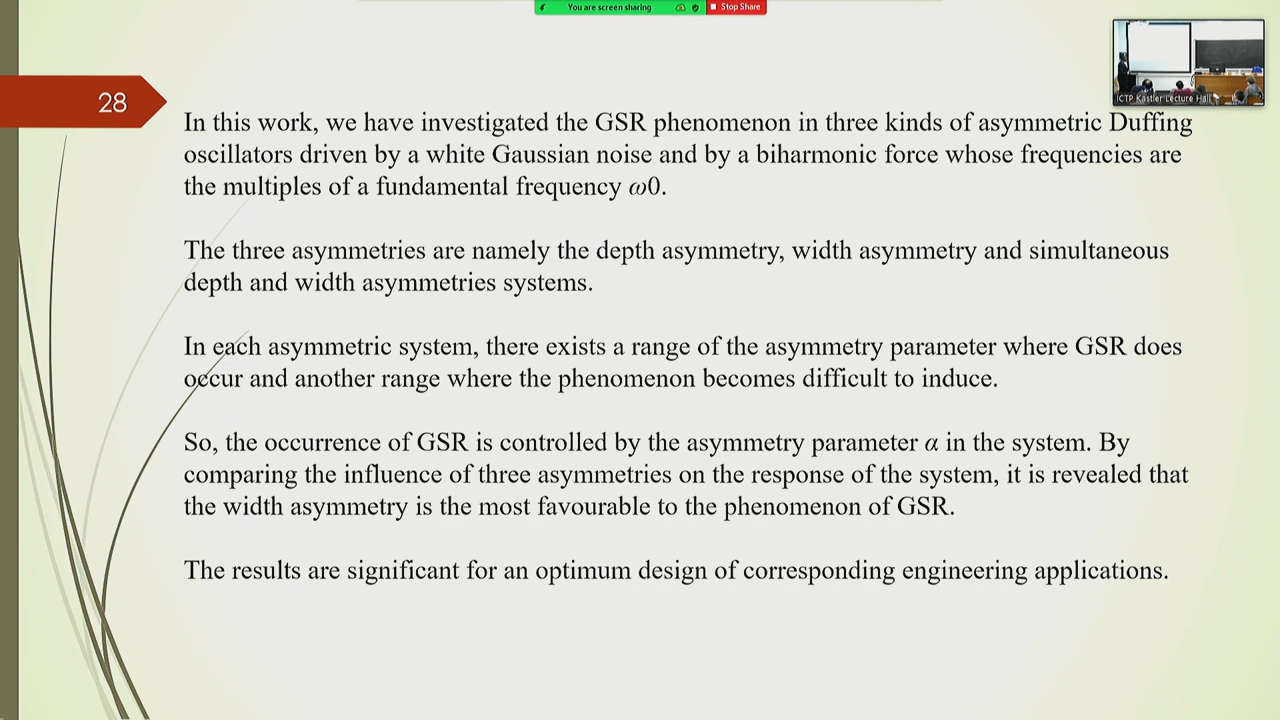 You are screen sharing
Stop Share
ICTP Kastler Lecture Hall
28
In this work, we have investigated the GSR phenomenon in three kinds of asymmetric Duffing
oscillators driven by a white Gaussian noise and by a biharmonic force whose frequencies are
the multiples of a fundamental frequency ω0.
The three asymmetries are namely the depth asymmetry, width asymmetry and simultaneous
depth and width asymmetries systems.
In each asymmetric system, there exists a range of the asymmetry parameter where GSR does
occur and another range where the phenomenon becomes difficult to induce.
So, the occurrence of GSR is controlled by the asymmetry parameter α in the system. By
comparing the influence of three asymmetries on the response of the system, it is revealed that
the width asymmetry is the most favourable to the phenomenon of GSR.
The results are significant for an optimum design of corresponding engineering applications.